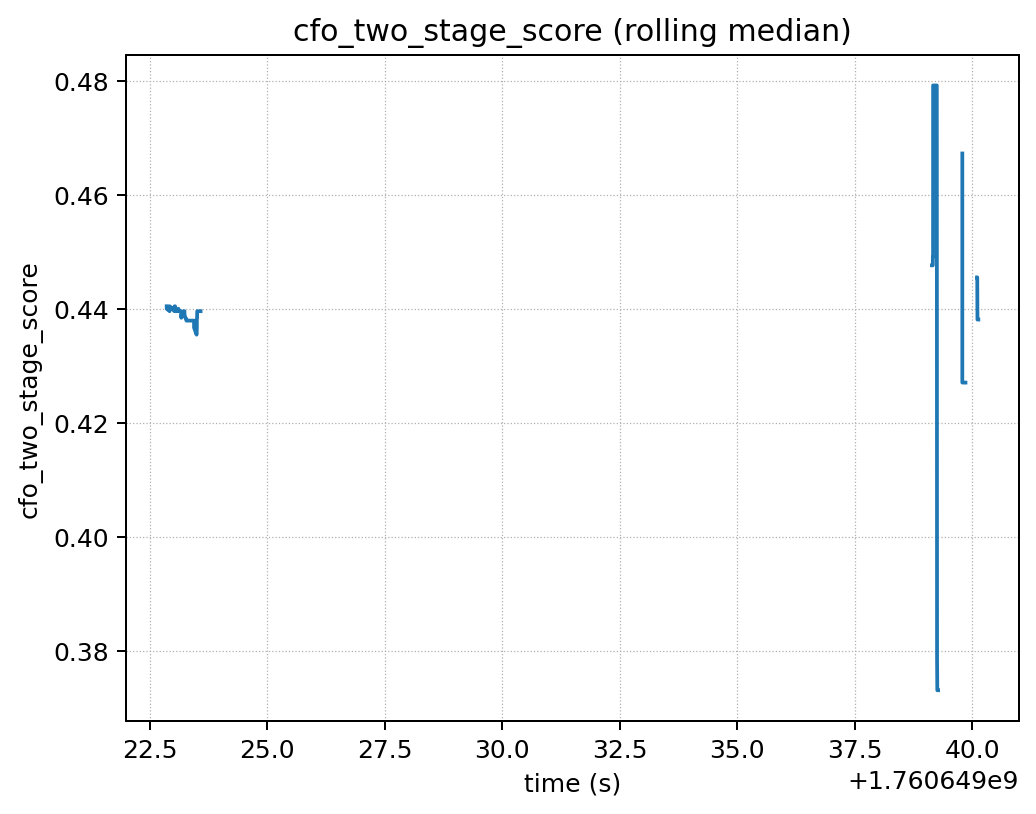 cfo_two_stage_score (rolling median)
cfo_two_stage_score
0.48
0.46
0.44
0.42
0.40
0.38
22.5 25.0 27.5 30.0 32.5 35.0 37.5 40.0
time (s)
+1.760649e9